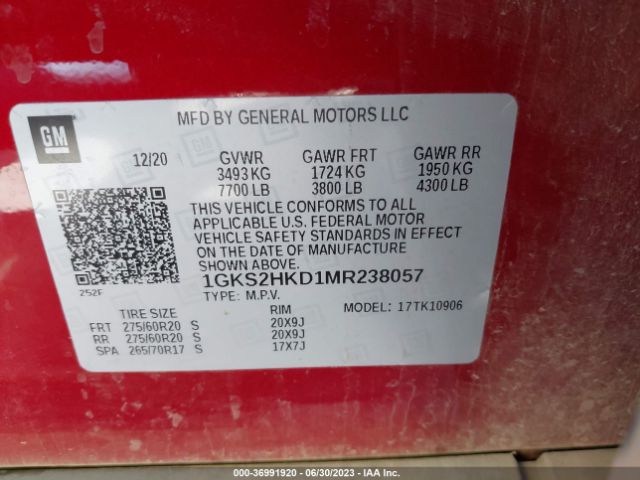 GM
MFD BY GENERAL MOTORS LLC
12/20 GVWR GAWR FRT GAWR RR
3493 KG 1724 KG 1950 KG
7700 LB 3800 LB 4300 LB
THIS VEHICLE CONFORMS TO ALL
APPLICABLE U.S. FEDERAL MOTOR
VEHICLE SAFETY STANDARDS IN EFFECT
ON THE DATE OF MANUFACTURE
SHOWN ABOVE.
252F
1GKS2HKD1MR238057
TYPE: M.P.V. MODEL: 17TK10906
TIRE SIZE RIM
FRT 275/60R20 S 20X9J
RR 275/60R20 S 20X9J
SPA 265/70R17 S 17X7J
000-36991920 - 06/30/2023 - IAA Inc.